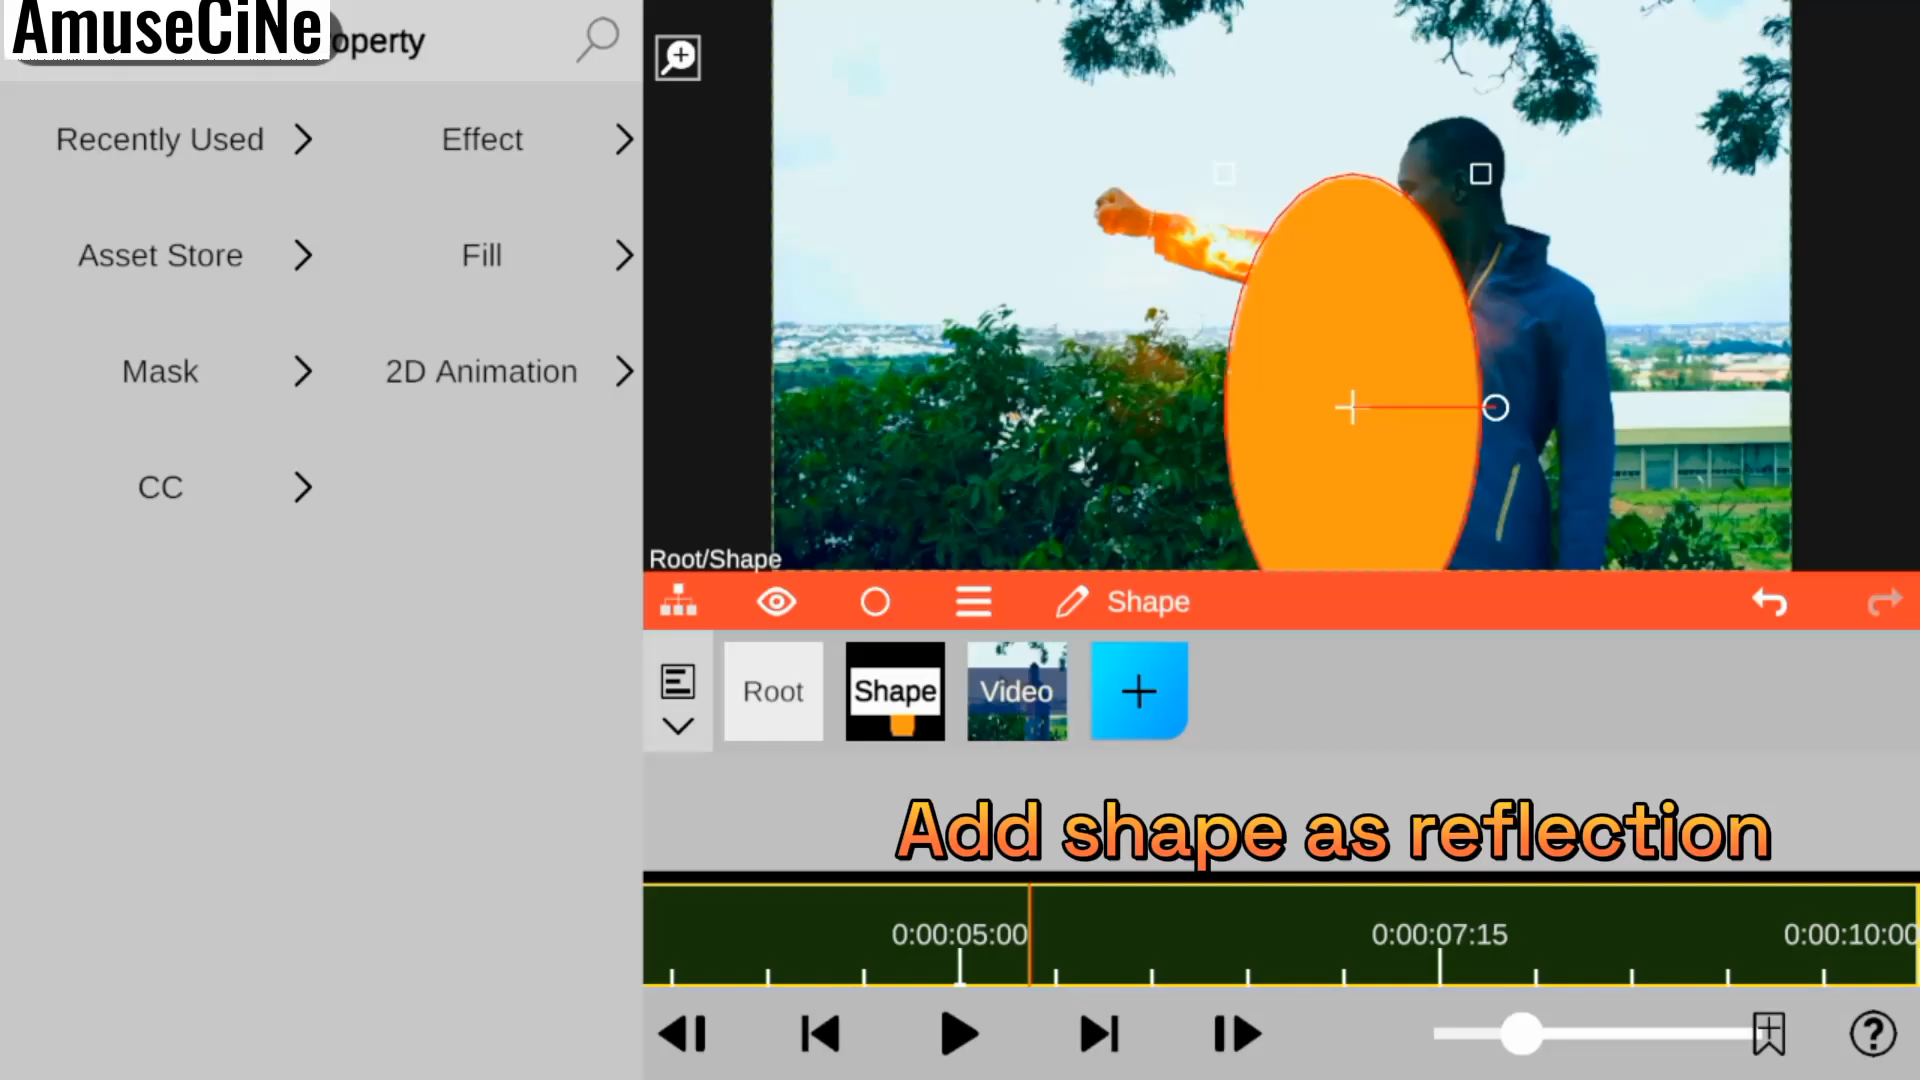 AmuseCiNe
operty
Recently Used
Effect
Asset Store
Fill
Mask
2D Animation
CC
Root/Shape
Shape
Root
Shape
Video
Add shape as reflection
0:00:05:00
0:00:07:15
0:00:10:00